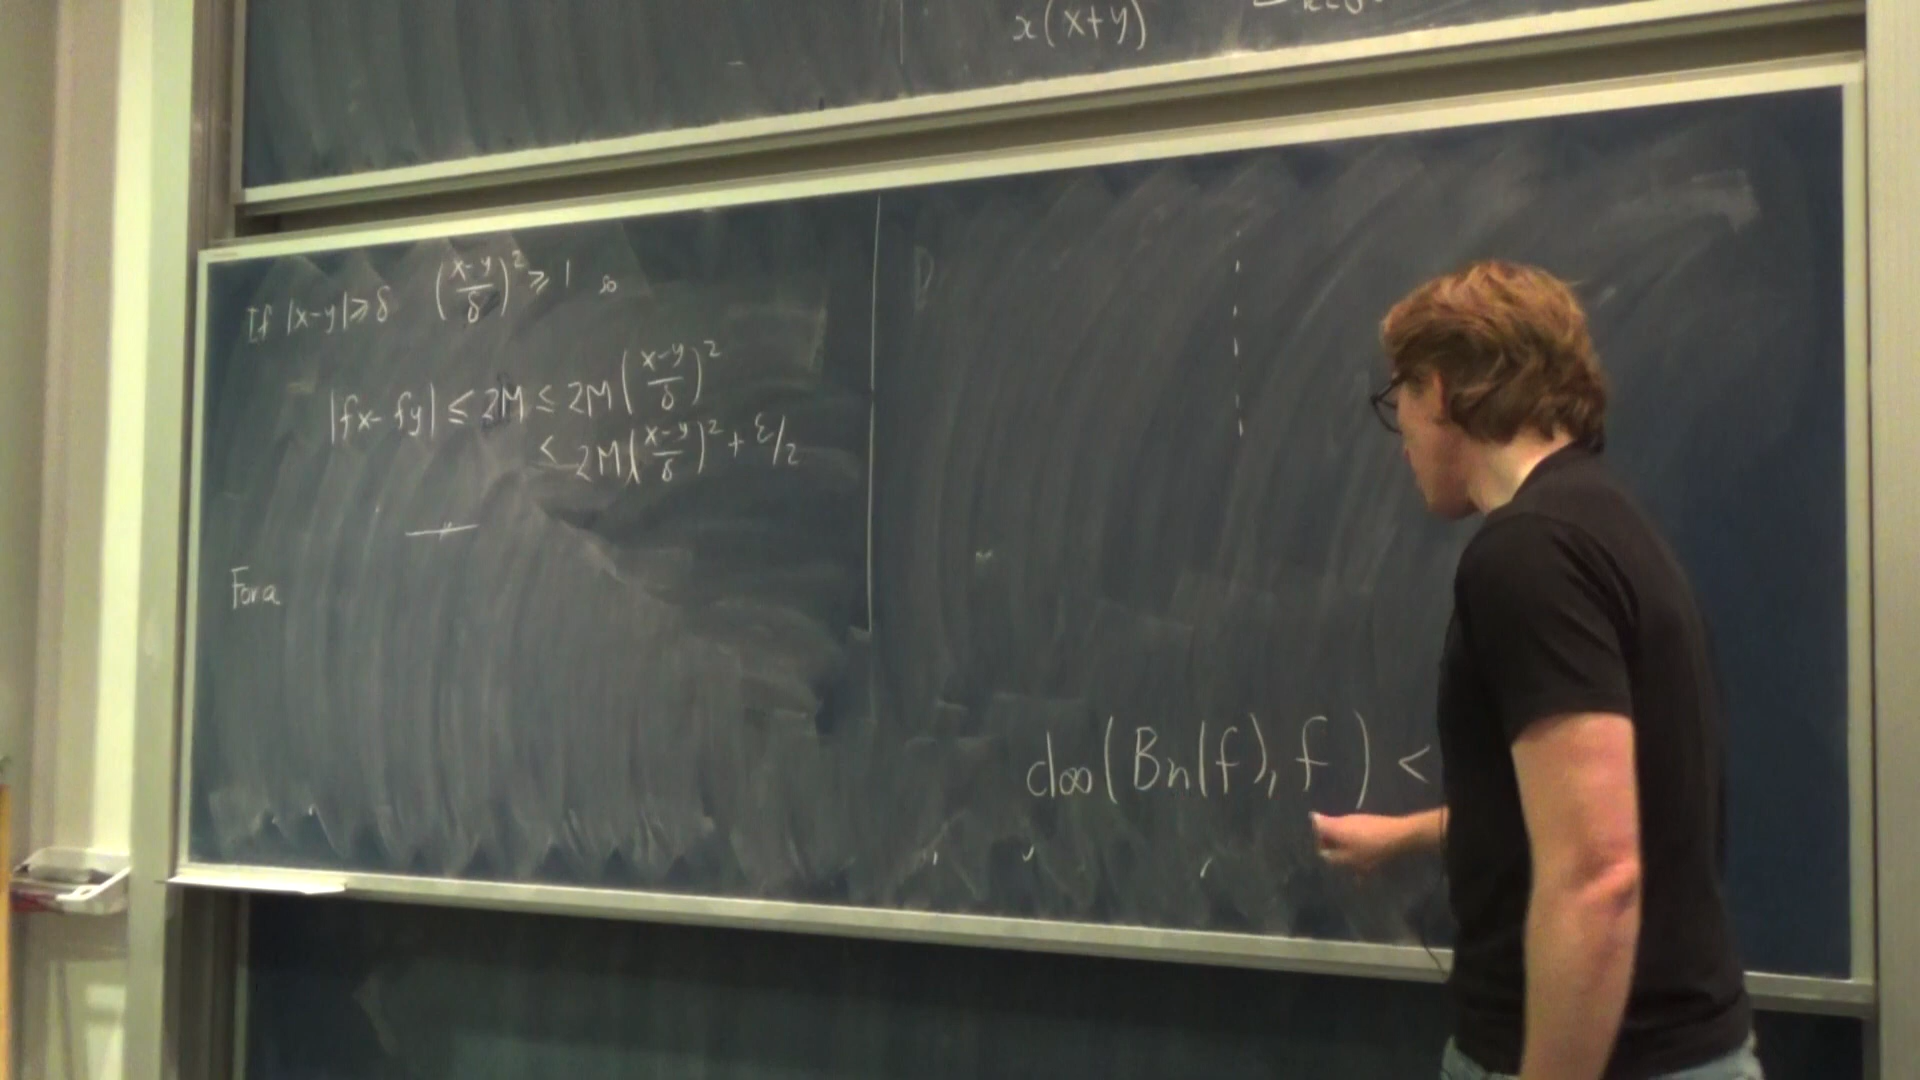 x(x+y)
If |x-y|⩾δ ((x-y)/δ)² ⩾ 1 so
|fx-fy| ≤ 2M ≤ 2M((x-y)/δ)²
≤ 2M((x-y)/δ)² + ε/2
For a
d∞(Bn(f), f) <